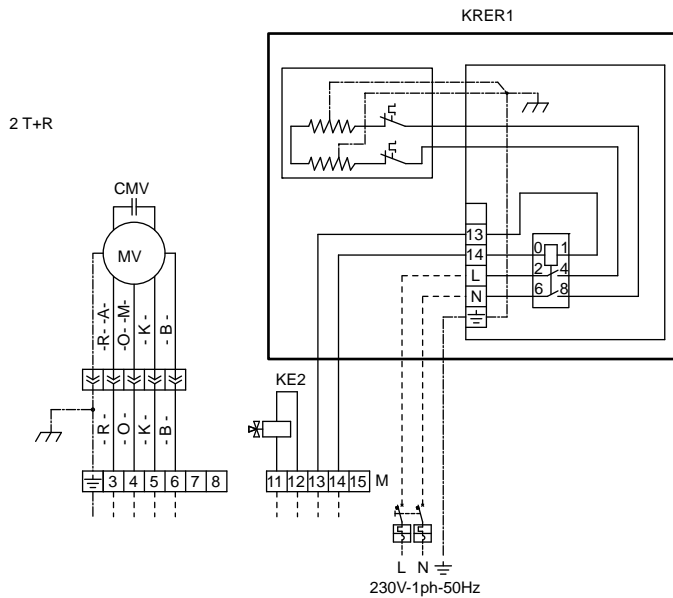 KRER1
2 T+R
CMV
MV
13
14
L
N
0 1
2 4
6 8
-R- -A-
-O- -M-
-K-
-B-
KE2
-R-
-O-
-K-
-B-
3 4 5 6 7 8
11 12 13 14 15 M
L N
230V-1ph-50Hz